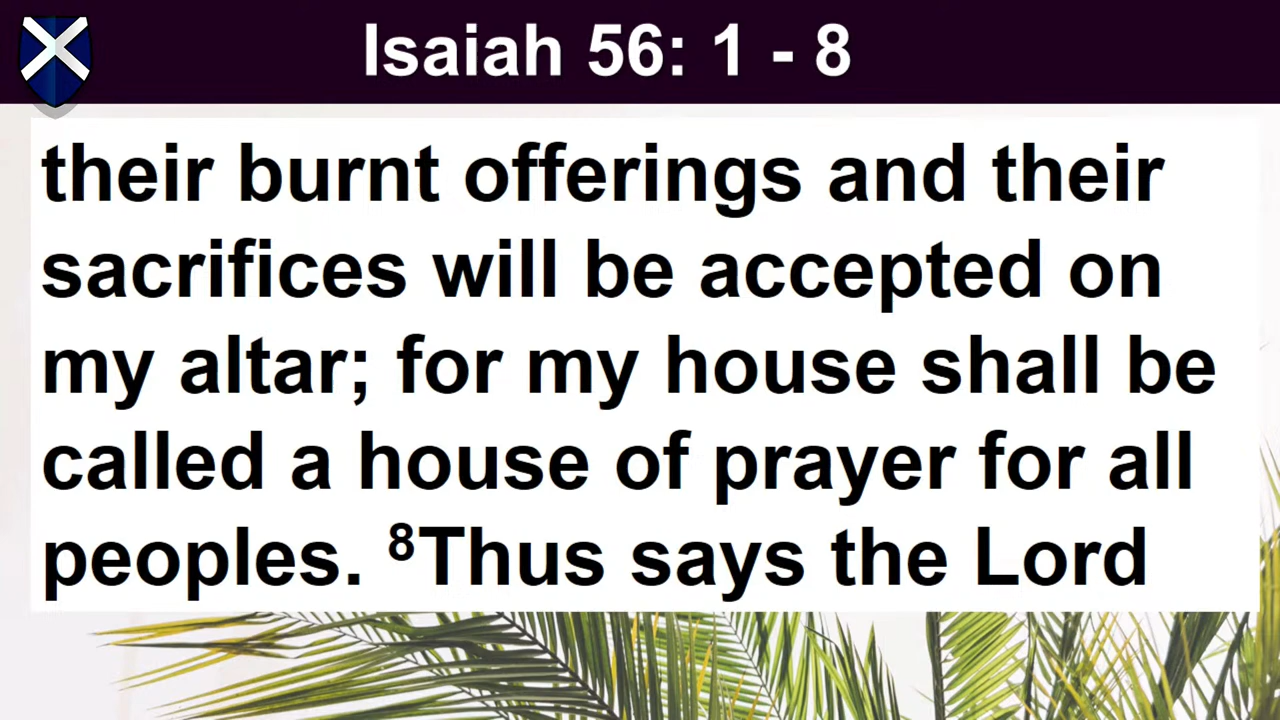 Isaiah 56: 1 - 8
their burnt offerings and their
sacrifices will be accepted on
my altar; for my house shall be
called a house of prayer for all
peoples. ⁸Thus says the Lord